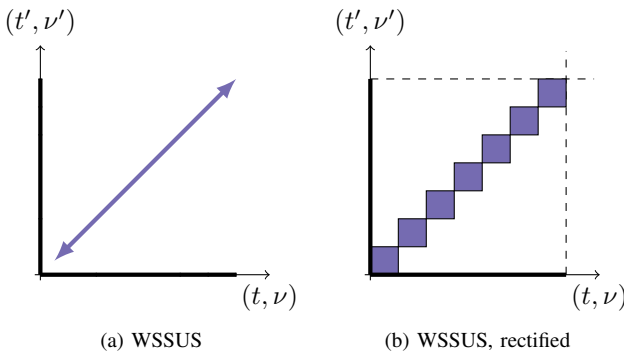 (t′, ν′)
(t, ν)
(a) WSSUS
(t′, ν′)
(t, ν)
(b) WSSUS, rectified